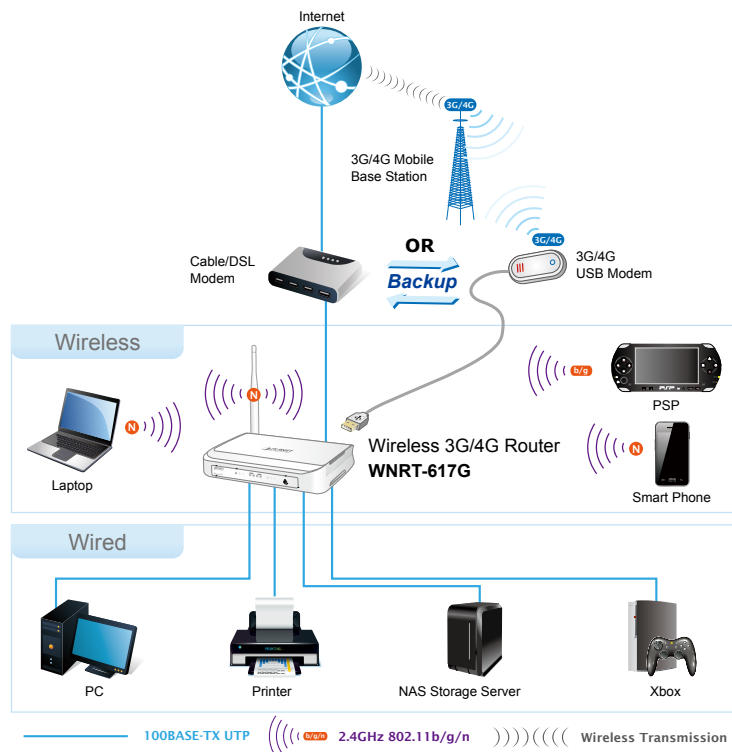 Internet
3G/4G
3G/4G Mobile
Base Station
3G/4G
OR
Backup
Cable/DSL
Modem
3G/4G
USB Modem
Wireless
N
N
b/g
PSP
PSP
N
Laptop
Wireless 3G/4G Router
WNRT-617G
Smart Phone
Wired
PC
Printer
NAS Storage Server
Xbox
100BASE-TX UTP
b/g/n
2.4GHz 802.11b/g/n
Wireless Transmission